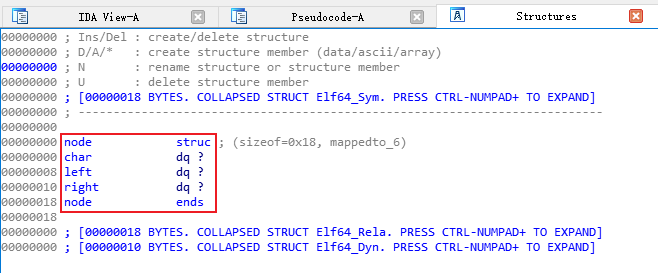 IDA View-A Pseudocode-A Structures
00000000 ; Ins/Del : create/delete structure
00000000 ; D/A/*   : create structure member (data/ascii/array)
00000000 ; N       : rename structure or structure member
00000000 ; U       : delete structure member
00000000 ; [00000018 BYTES. COLLAPSED STRUCT Elf64_Sym. PRESS CTRL-NUMPAD+ TO EXPAND]
00000000 ; ---------------------------------------------------------------------------
00000000
00000000 node            struc ; (sizeof=0x18, mappedto_6)
00000000 char            dq ?
00000008 left            dq ?
00000010 right           dq ?
00000018 node            ends
00000018
00000000 ; [00000018 BYTES. COLLAPSED STRUCT Elf64_Rela. PRESS CTRL-NUMPAD+ TO EXPAND]
00000000 ; [00000010 BYTES. COLLAPSED STRUCT Elf64_Dyn. PRESS CTRL-NUMPAD+ TO EXPAND]